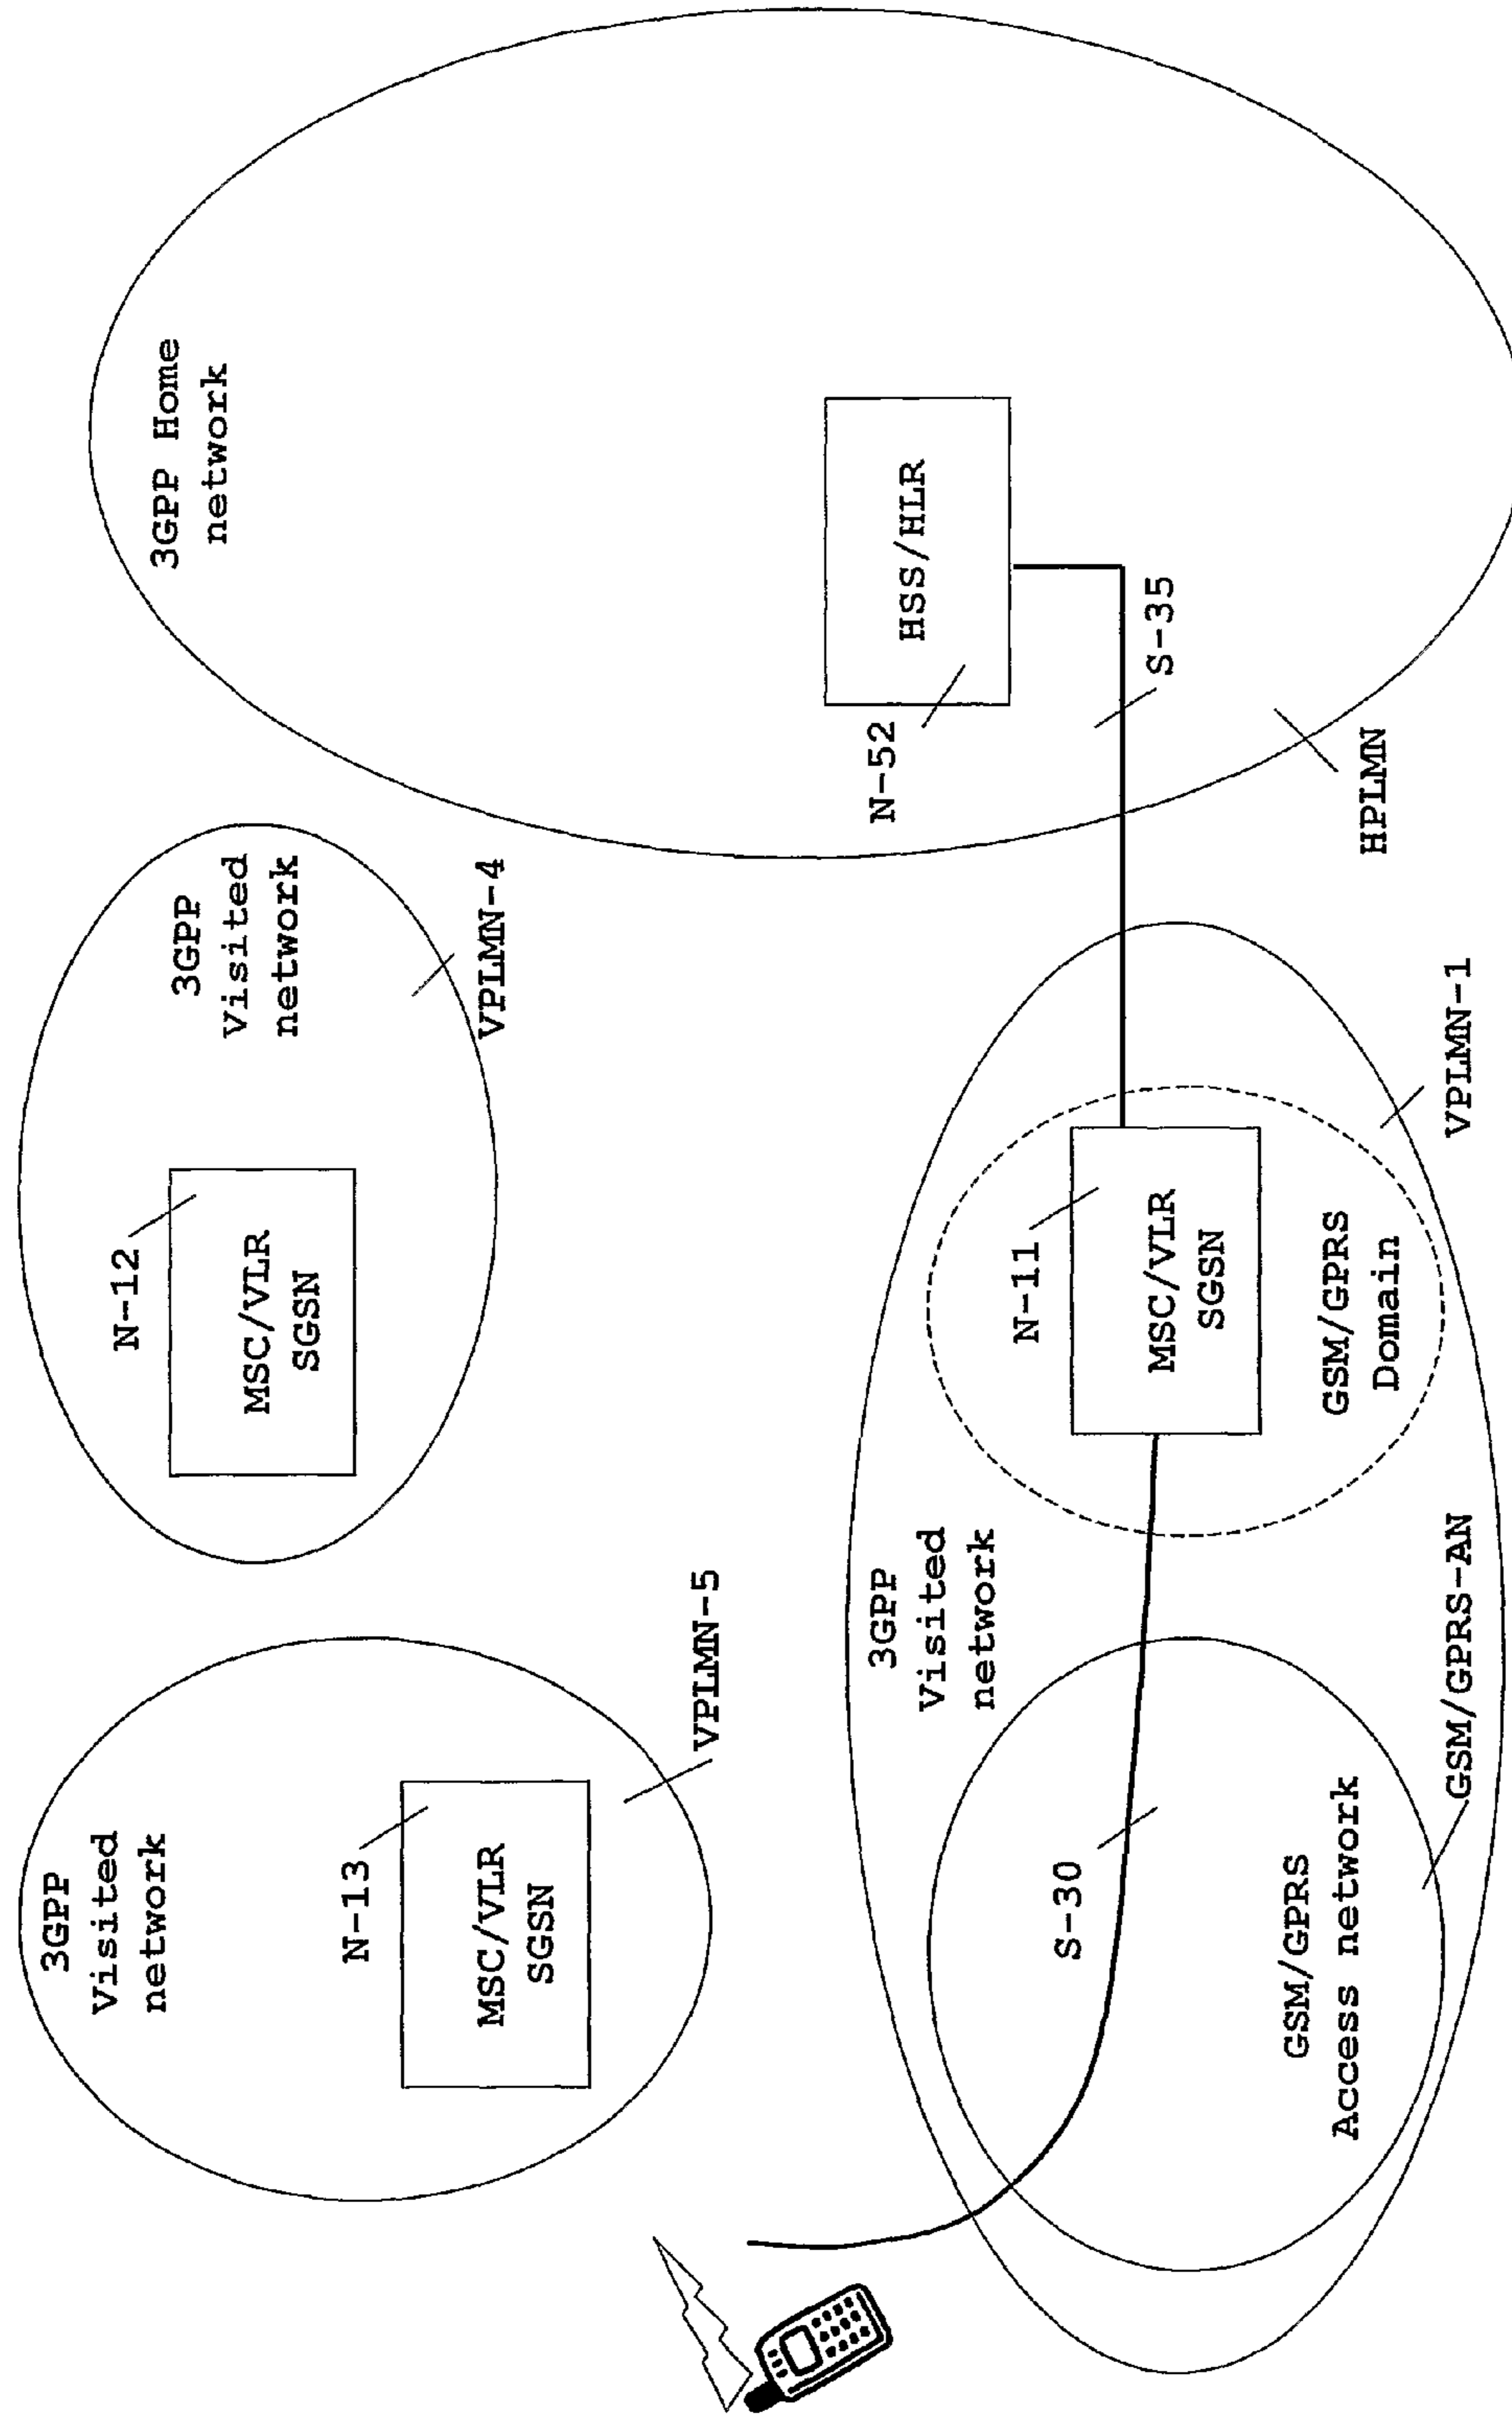 3GPP
Visited
network
N-13
MSC/VLR
SGSN
VPLMN-5
N-12
MSC/VLR
SGSN
3GPP
Visited
network
VPLMN-4
3GPP Home
network
HSS/HLR
N-52
S-35
HPLMN
3GPP
Visited
network
S-30
GSM/GPRS
Access network
GSM/GPRS-AN
N-11
MSC/VLR
SGSN
GSM/GPRS
Domain
VPLMN-1